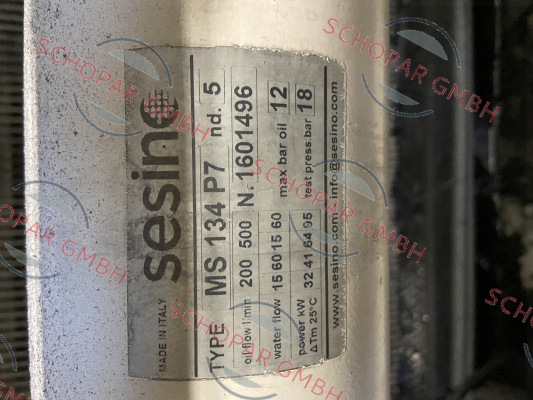 MADE IN ITALY
sesino
TYPE MS 134 P7 nd. 5
oil flow l/min 200 500 N. 1601496
water flow 15 60 15 60 max bar oil 12
power kW 32 41 64 95 test press.bar 18
ΔTm 25°C
www.sesino.com - info@sesino.com
SCHOPAR GMBH
SCHOPAR GMBH
SCHOPAR GMBH
SCHOPAR GMBH
SCHOPAR GMBH